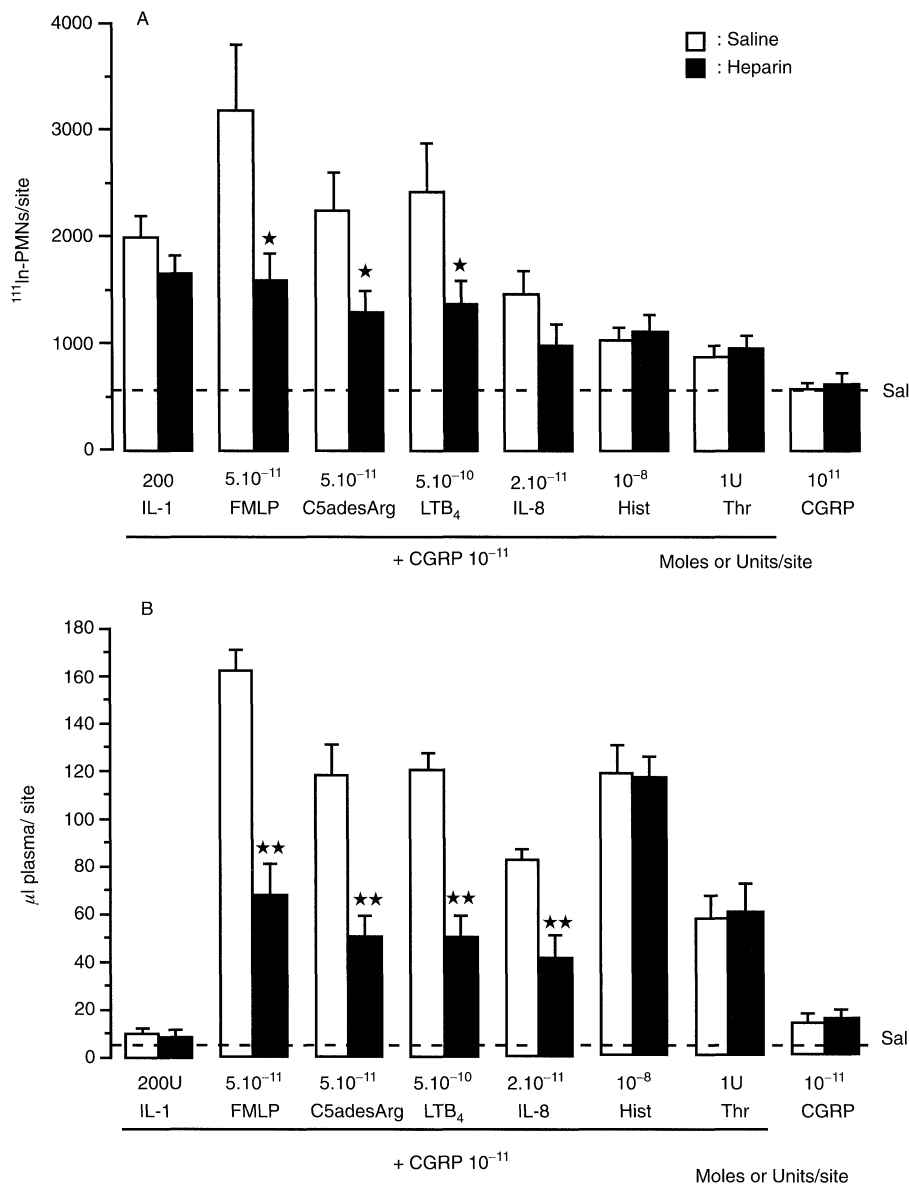 A
4000
3000
2000
1000
0
¹¹¹In-PMNs/site
: Saline
: Heparin
★ ★ ★
Sal
200 5.10⁻¹¹ 5.10⁻¹¹ 5.10⁻¹⁰ 2.10⁻¹¹ 10⁻⁸ 1U 10¹¹
IL-1 FMLP C5adesArg LTB₄ IL-8 Hist Thr CGRP
+ CGRP 10⁻¹¹
Moles or Units/site
B
180
160
140
120
100
80
60
40
20
0
μl plasma/ site
★★ ★★ ★★ ★★
Sal
200U 5.10⁻¹¹ 5.10⁻¹¹ 5.10⁻¹⁰ 2.10⁻¹¹ 10⁻⁸ 1U 10⁻¹¹
IL-1 FMLP C5adesArg LTB₄ IL-8 Hist Thr CGRP
+ CGRP 10⁻¹¹
Moles or Units/site